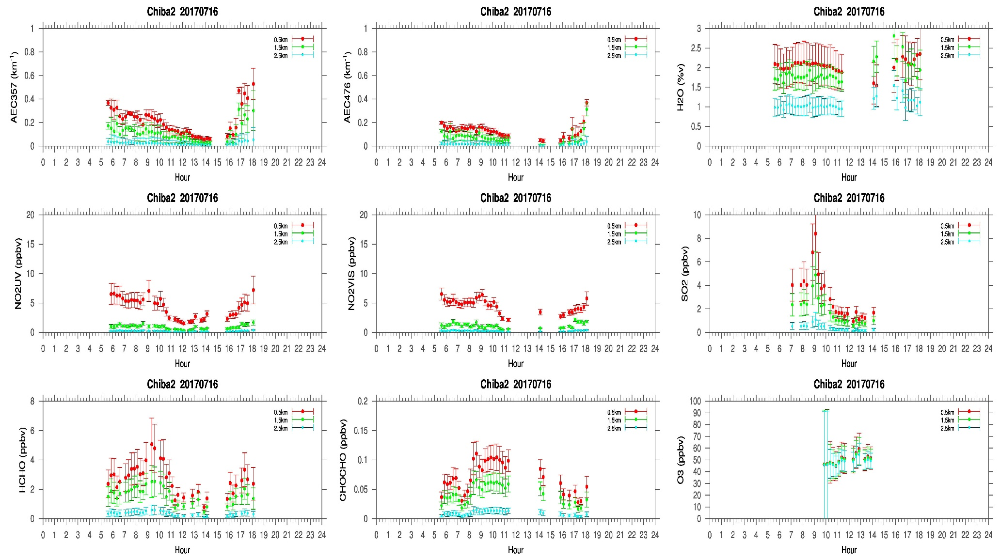 Chiba2 20170716
AEC357 (km-1)
1
0.8
0.6
0.4
0.2
0
0.5km
1.5km
2.5km
0 1 2 3 4 5 6 7 8 9 10 11 12 13 14 15 16 17 18 19 20 21 22 23 24
Hour
Chiba2 20170716
AEC476 (km-1)
1
0.8
0.6
0.4
0.2
0
0.5km
1.5km
2.5km
0 1 2 3 4 5 6 7 8 9 10 11 12 13 14 15 16 17 18 19 20 21 22 23 24
Hour
Chiba2 20170716
H2O (%v)
3
2.5
2
1.5
1
0.5
0
0.5km
1.5km
2.5km
0 1 2 3 4 5 6 7 8 9 10 11 12 13 14 15 16 17 18 19 20 21 22 23 24
Hour
Chiba2 20170716
NO2UV (ppbv)
20
15
10
5
0
0.5km
1.5km
2.5km
0 1 2 3 4 5 6 7 8 9 10 11 12 13 14 15 16 17 18 19 20 21 22 23 24
Hour
Chiba2 20170716
NO2VIS (ppbv)
20
15
10
5
0
0.5km
1.5km
2.5km
0 1 2 3 4 5 6 7 8 9 10 11 12 13 14 15 16 17 18 19 20 21 22 23 24
Hour
Chiba2 20170716
SO2 (ppbv)
10
8
6
4
2
0
0.5km
1.5km
2.5km
0 1 2 3 4 5 6 7 8 9 10 11 12 13 14 15 16 17 18 19 20 21 22 23 24
Hour
Chiba2 20170716
HCHO (ppbv)
8
6
4
2
0
0.5km
1.5km
2.5km
0 1 2 3 4 5 6 7 8 9 10 11 12 13 14 15 16 17 18 19 20 21 22 23 24
Hour
Chiba2 20170716
CHOCHO (ppbv)
0.2
0.15
0.1
0.05
0
0.5km
1.5km
2.5km
0 1 2 3 4 5 6 7 8 9 10 11 12 13 14 15 16 17 18 19 20 21 22 23 24
Hour
Chiba2 20170716
O3 (ppbv)
100
90
80
70
60
50
40
30
20
10
0
0.5km
1.5km
2.5km
0 1 2 3 4 5 6 7 8 9 10 11 12 13 14 15 16 17 18 19 20 21 22 23 24
Hour